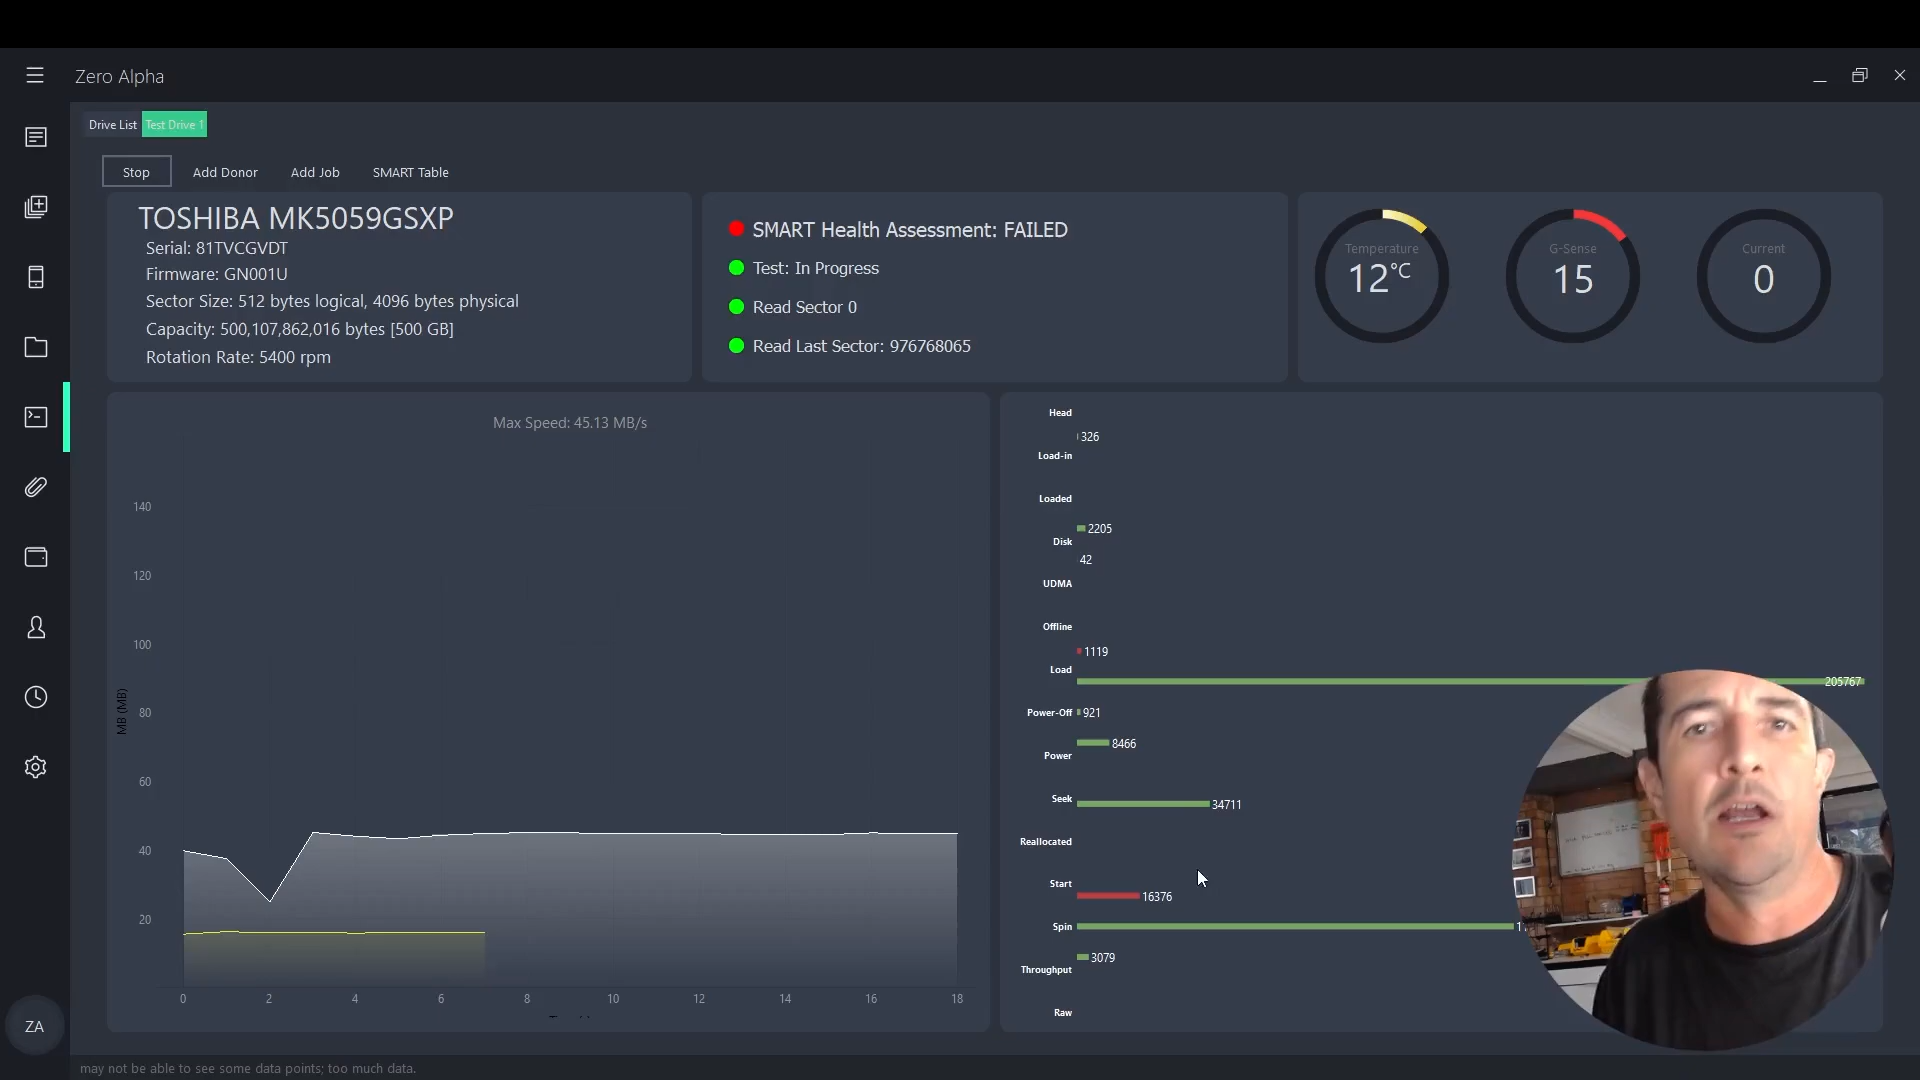 Zero Alpha
Drive List
Test Drive 1
Stop
Add Donor
Add Job
SMART Table
TOSHIBA MK5059GSXP
Serial: 81TVCGVDT
Firmware: GN001U
Sector Size: 512 bytes logical, 4096 bytes physical
Capacity: 500,107,862,016 bytes [500 GB]
Rotation Rate: 5400 rpm
SMART Health Assessment: FAILED
Test: In Progress
Read Sector 0
Read Last Sector: 976768065
Temperature
12°C
G-Sense
15
Current
0
Max Speed: 45.13 MB/s
MB (MB)
140
120
100
80
60
40
20
0 2 4 6 8 10 12 14 16 18
Head
326
Load-in
Loaded
2205
Disk
42
UDMA
Offline
1119
Load
205767
Power-Off
921
8466
Power
Seek
34711
Reallocated
Start
16376
Spin
3079
Throughput
Raw
ZA
may not be able to see some data points; too much data.